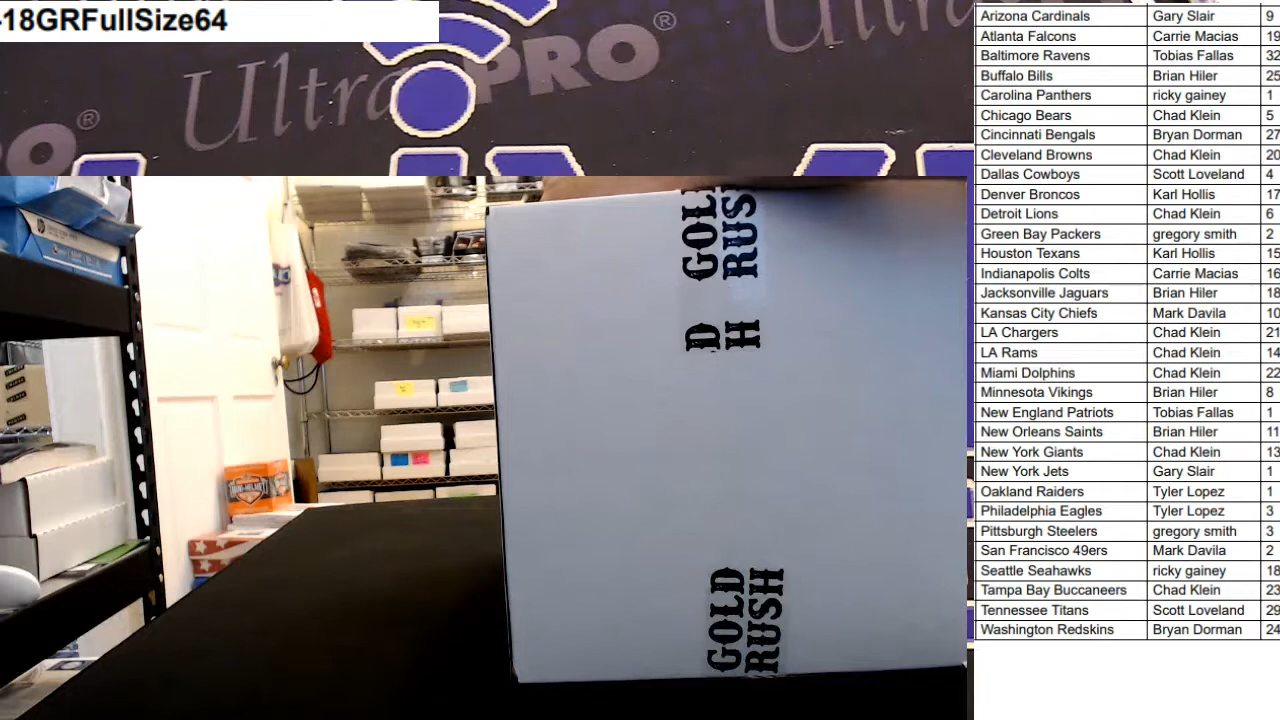 -18GRFullSize64
Ultra PRO®
Ultra
RO®
GOLD RUSH
D H
GOLD RUSH
hp
MINI-HELMET
Arizona Cardinals Gary Slair 9
Atlanta Falcons Carrie Macias 19
Baltimore Ravens Tobias Fallas 32
Buffalo Bills Brian Hiler 25
Carolina Panthers ricky gainey 1
Chicago Bears Chad Klein 5
Cincinnati Bengals Bryan Dorman 27
Cleveland Browns Chad Klein 20
Dallas Cowboys Scott Loveland 4
Denver Broncos Karl Hollis 17
Detroit Lions Chad Klein 6
Green Bay Packers gregory smith 2
Houston Texans Karl Hollis 15
Indianapolis Colts Carrie Macias 16
Jacksonville Jaguars Brian Hiler 18
Kansas City Chiefs Mark Davila 10
LA Chargers Chad Klein 21
LA Rams Chad Klein 14
Miami Dolphins Chad Klein 22
Minnesota Vikings Brian Hiler 8
New England Patriots Tobias Fallas 1
New Orleans Saints Brian Hiler 11
New York Giants Chad Klein 13
New York Jets Gary Slair 1
Oakland Raiders Tyler Lopez 1
Philadelphia Eagles Tyler Lopez 3
Pittsburgh Steelers gregory smith 3
San Francisco 49ers Mark Davila 2
Seattle Seahawks ricky gainey 18
Tampa Bay Buccaneers Chad Klein 23
Tennessee Titans Scott Loveland 29
Washington Redskins Bryan Dorman 24